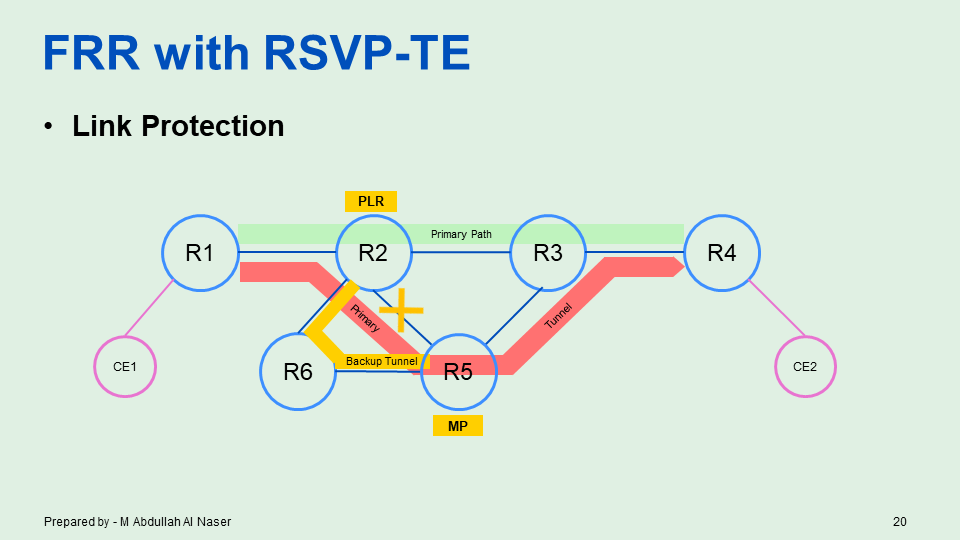 FRR with RSVP-TE
• Link Protection
PLR
Primary Path
R1
R2
R3
R4
Primary
Tunnel
Backup Tunnel
CE1
R6
R5
CE2
MP
Prepared by - M Abdullah Al Naser
20